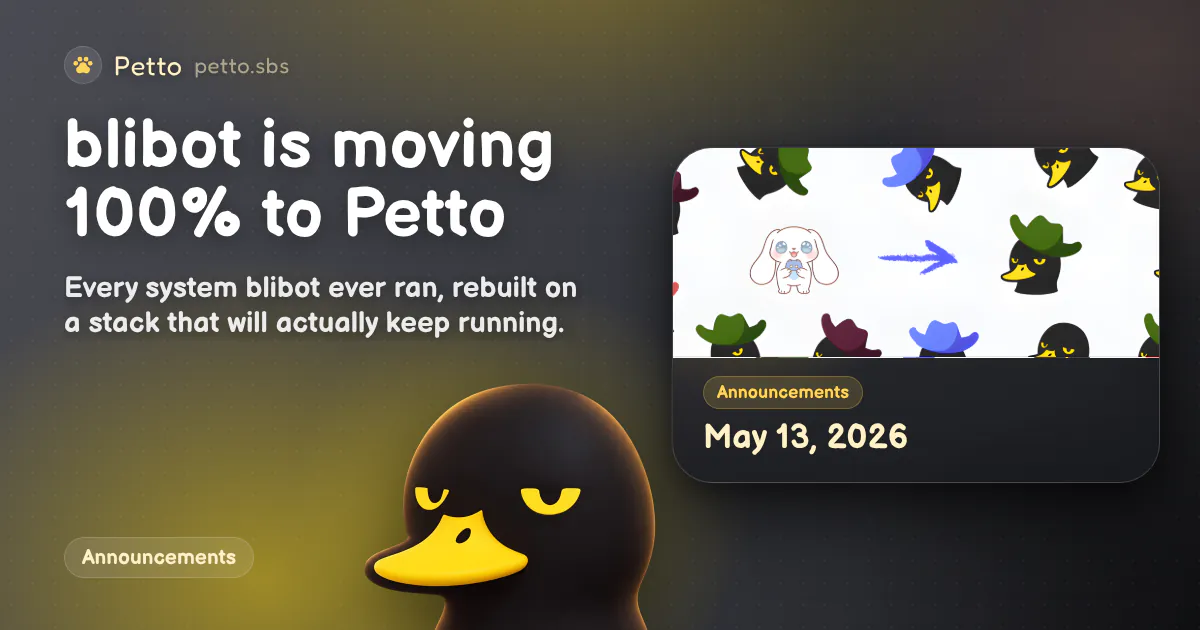 Petto petto.sbs
blibot is moving
100% to Petto
Every system blibot ever ran, rebuilt on
a stack that will actually keep running.
Announcements
May 13, 2026
Announcements